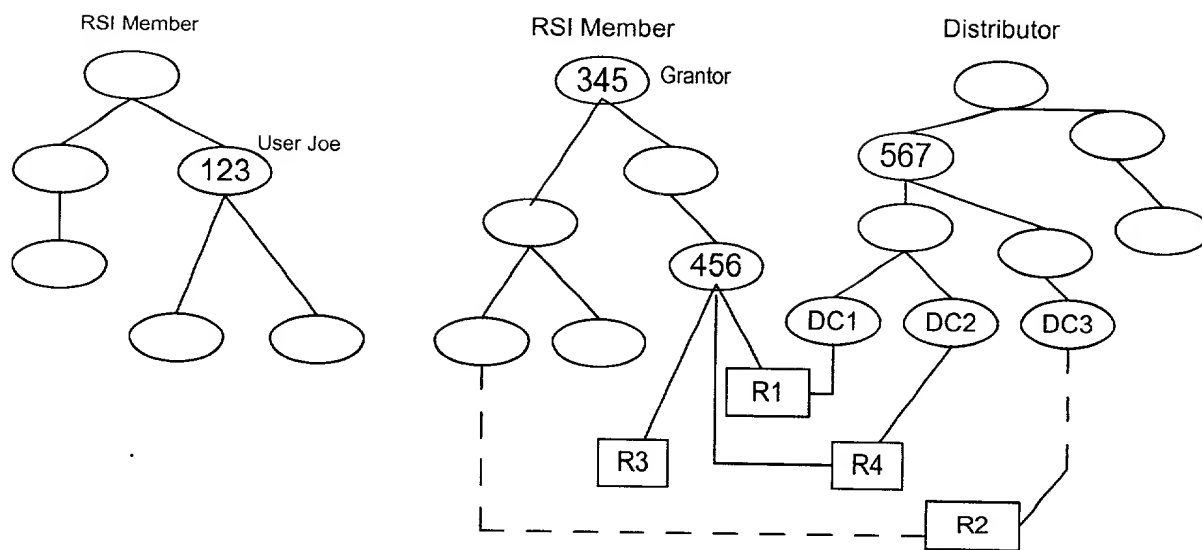 RSI Member
RSI Member
Distributor
345
Grantor
User Joe
123
567
456
DC1
DC2
DC3
R1
R3
R4
R2